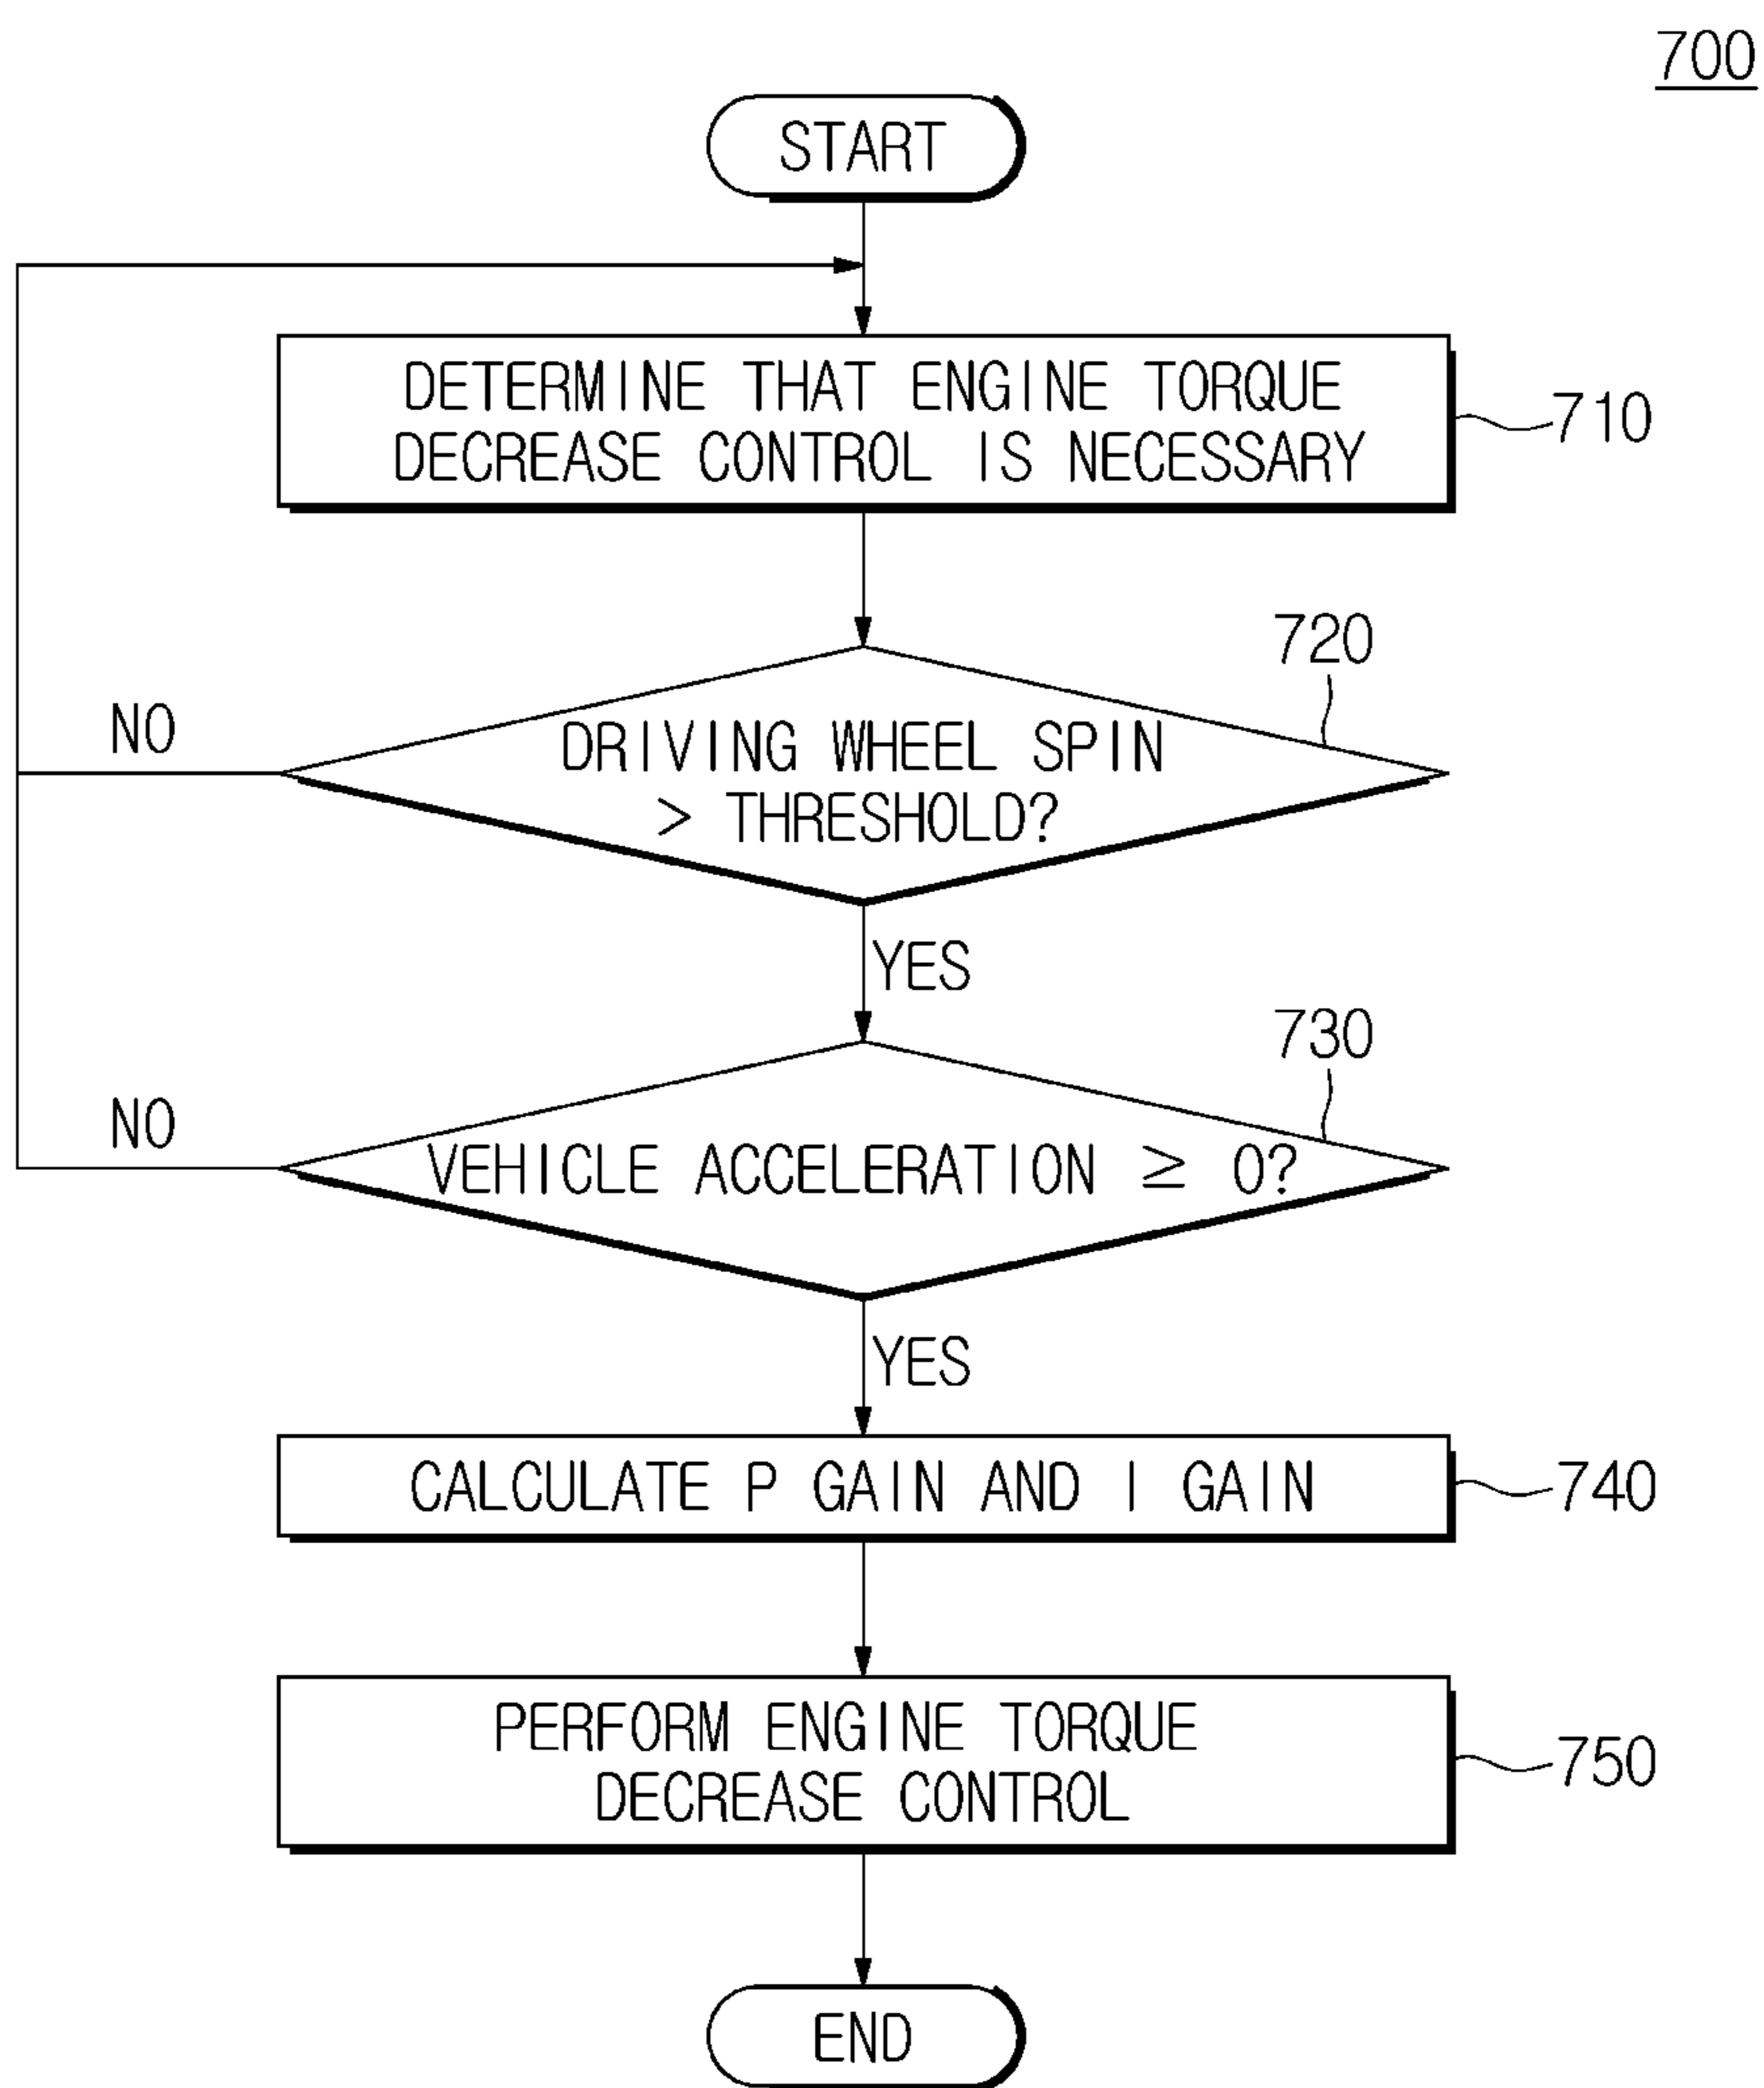 700
START
DETERMINE THAT ENGINE TORQUE
DECREASE CONTROL IS NECESSARY
710
720
NO
DRIVING WHEEL SPIN
> THRESHOLD?
YES
730
NO
VEHICLE ACCELERATION ≥ 0?
YES
CALCULATE P GAIN AND I GAIN
740
PERFORM ENGINE TORQUE
DECREASE CONTROL
750
END